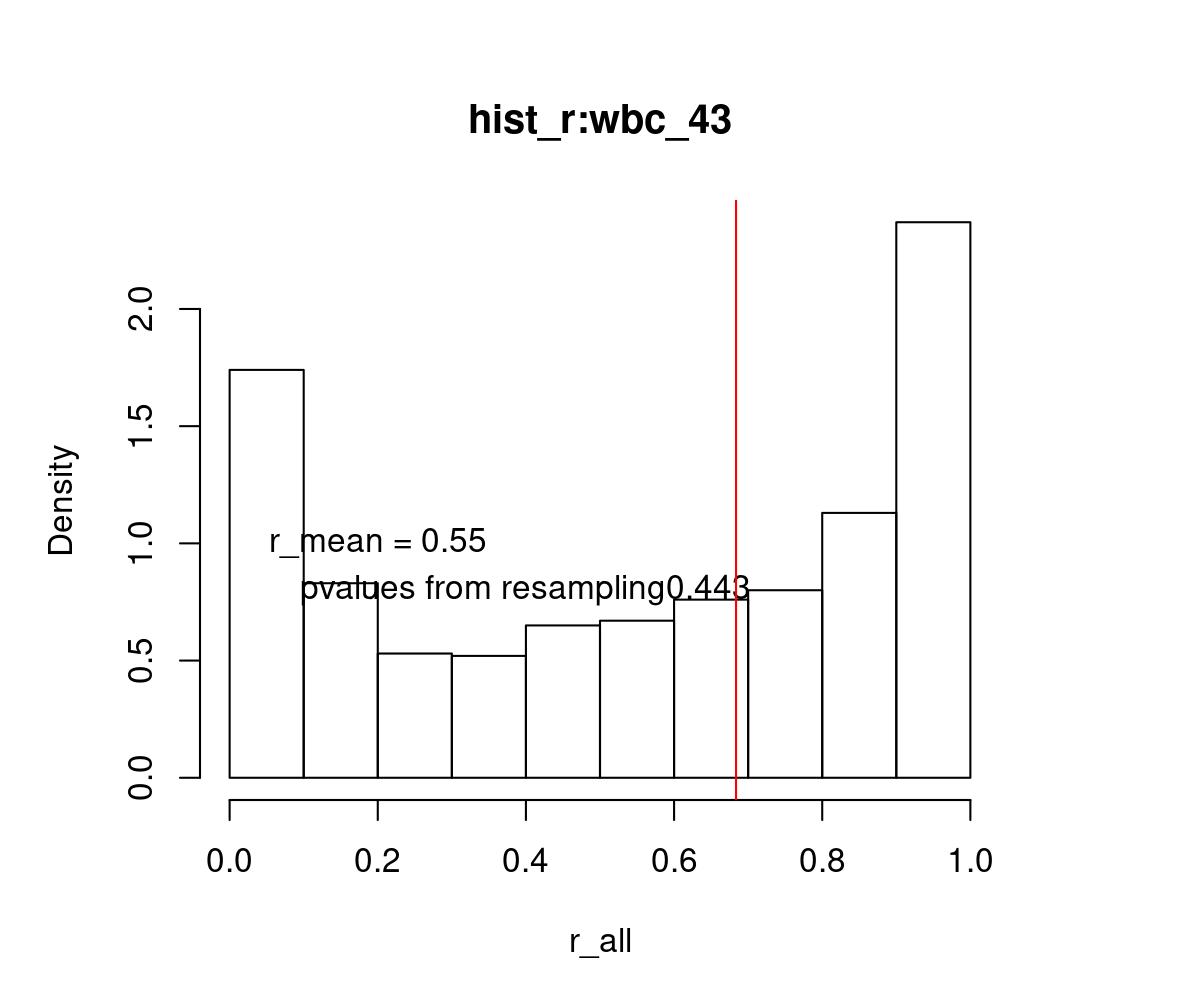 hist_r:wbc_43
2.0
1.5
1.0
0.5
0.0
Density
r_mean = 0.55
pvalues from resampling0.443
0.0 0.2 0.4 0.6 0.8 1.0
r_all